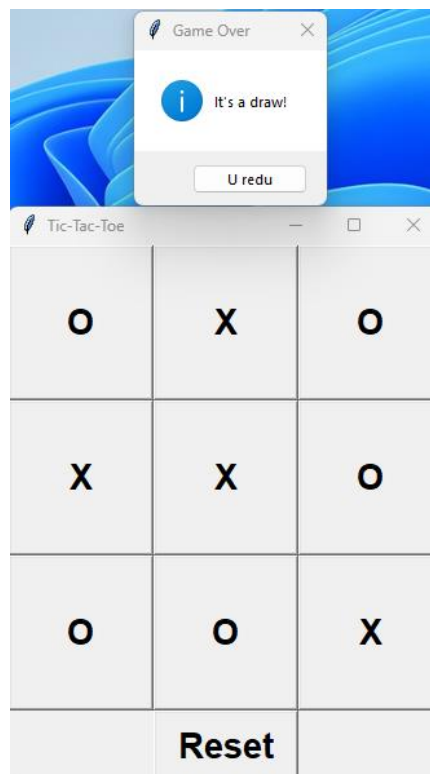 Game Over
It's a draw!
U redu
Tic-Tac-Toe
O X O
X X O
O O X
Reset